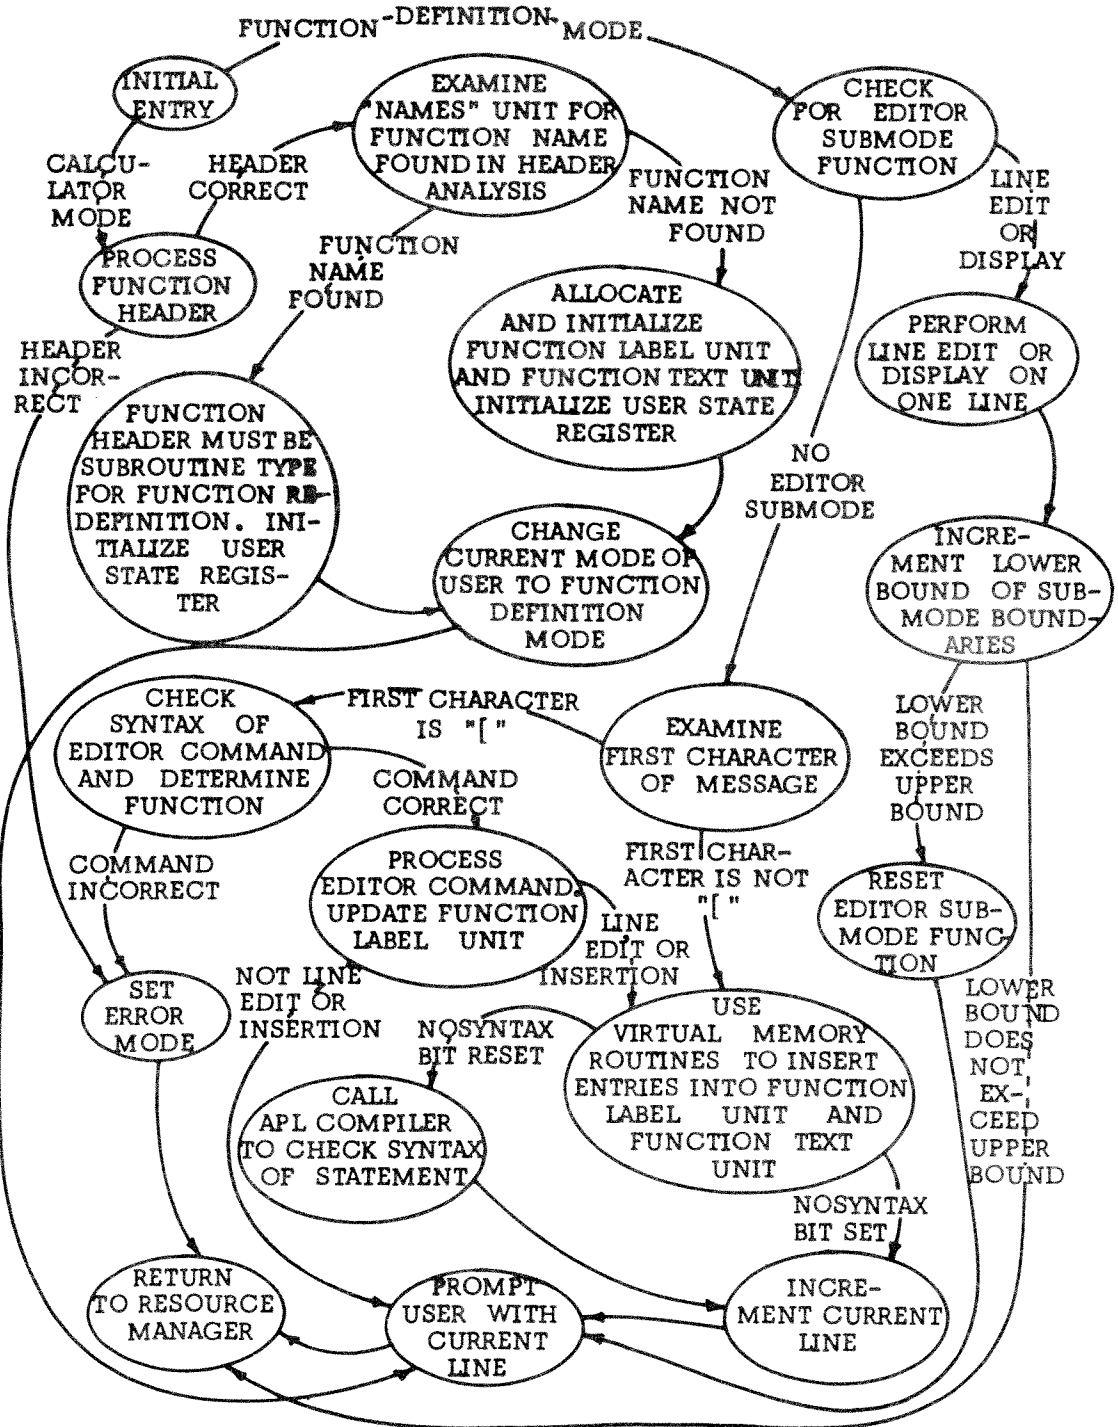 FUNCTION-DEFINITION-MODE
INITIAL
ENTRY
EXAMINE
"NAMES" UNIT FOR
FUNCTION NAME
FOUND IN HEADER
ANALYSIS
CHECK
FOR EDITOR
SUBMODE
FUNCTION
CALCU-
LATOR
MODE
HEADER
CORRECT
FUNCTION
NAME NOT
FOUND
LINE
EDIT
OR
DISPLAY
PROCESS
FUNCTION
HEADER
FUNCTION
NAME
FOUND
ALLOCATE
AND INITIALIZE
FUNCTION LABEL UNIT
AND FUNCTION TEXT UNIT
INITIALIZE USER STATE
REGISTER
PERFORM
LINE EDIT OR
DISPLAY ON
ONE LINE
HEADER
INCOR-
RECT
FUNCTION
HEADER MUST BE
SUBROUTINE TYPE
FOR FUNCTION RE-
DEFINITION. INI-
TIALIZE USER
STATE REGIS-
TER
NO
EDITOR
SUBMODE
CHANGE
CURRENT MODE OF
USER TO FUNCTION
DEFINITION
MODE
INCRE-
MENT LOWER
BOUND OF SUB-
MODE BOUND-
ARIES
CHECK
SYNTAX OF
EDITOR COMMAND
AND DETERMINE
FUNCTION
FIRST CHARACTER
IS "["
EXAMINE
FIRST CHARACTER
OF MESSAGE
LOWER
BOUND
EXCEEDS
UPPER
BOUND
COMMAND
CORRECT
COMMAND
INCORRECT
PROCESS
EDITOR COMMAND.
UPDATE FUNCTION
LABEL UNIT
FIRST CHAR-
ACTER IS NOT
"["
RESET
EDITOR SUB-
MODE FUNC-
TION
LINE
EDIT OR
INSERTION
NOT LINE
EDIT OR
INSERTION
SET
ERROR
MODE
NOSYNTAX
BIT RESET
USE
VIRTUAL MEMORY
ROUTINES TO INSERT
ENTRIES INTO FUNCTION
LABEL UNIT AND
FUNCTION TEXT
UNIT
LOWER
BOUND
DOES
NOT
EX-
CEED
UPPER
BOUND
CALL
APL COMPILER
TO CHECK SYNTAX
OF STATEMENT
NOSYNTAX
BIT SET
RETURN
TO RESOURCE
MANAGER
PROMPT
USER WITH
CURRENT
LINE
INCRE-
MENT CURRENT
LINE